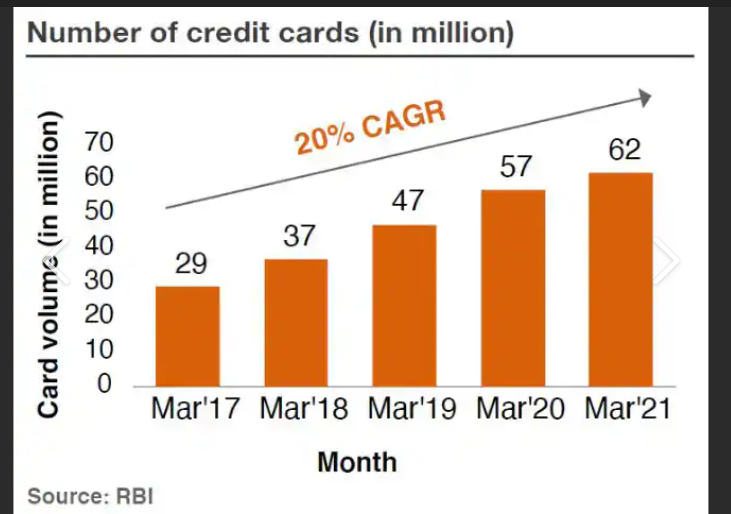 Number of credit cards (in million)
Card volume (in million)
70
60
50
40
30
20
10
0
20% CAGR
29
37
47
57
62
Mar'17 Mar'18 Mar'19 Mar'20 Mar'21
Month
Source: RBI